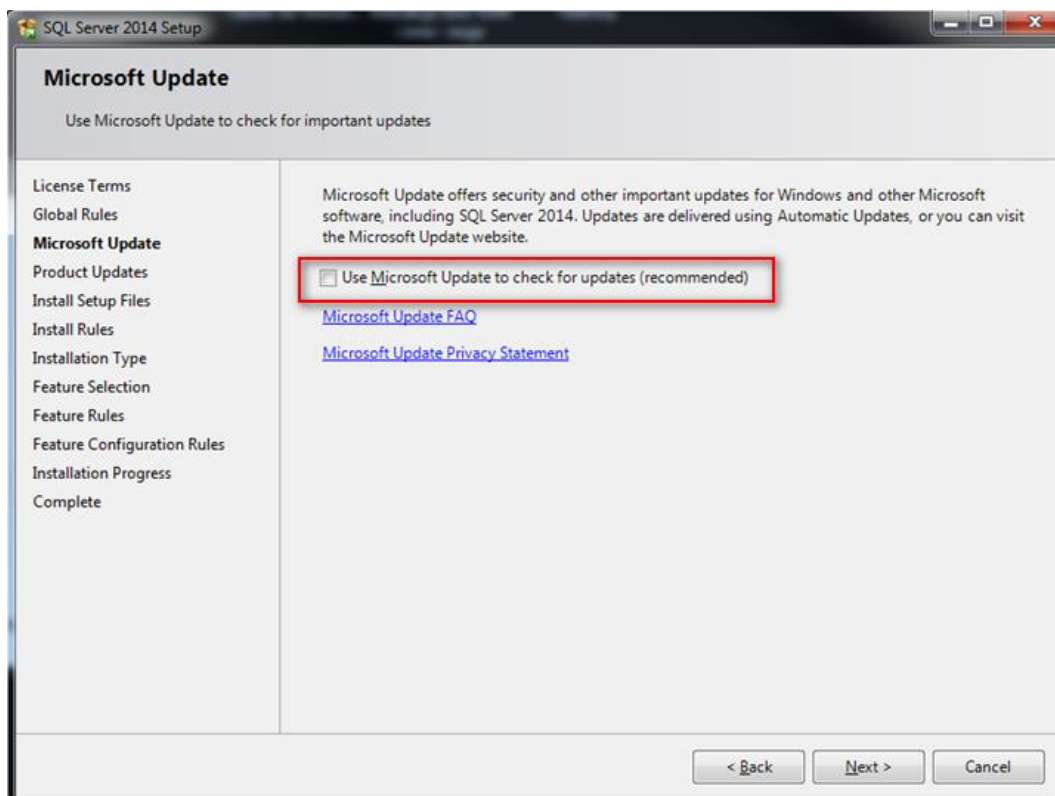 SQL Server 2014 Setup
Microsoft Update
Use Microsoft Update to check for important updates
License Terms
Global Rules
Microsoft Update
Product Updates
Install Setup Files
Install Rules
Installation Type
Feature Selection
Feature Rules
Feature Configuration Rules
Installation Progress
Complete
Microsoft Update offers security and other important updates for Windows and other Microsoft
software, including SQL Server 2014. Updates are delivered using Automatic Updates, or you can visit
the Microsoft Update website.
Use Microsoft Update to check for updates (recommended)
Microsoft Update FAQ
Microsoft Update Privacy Statement
< Back
Next >
Cancel